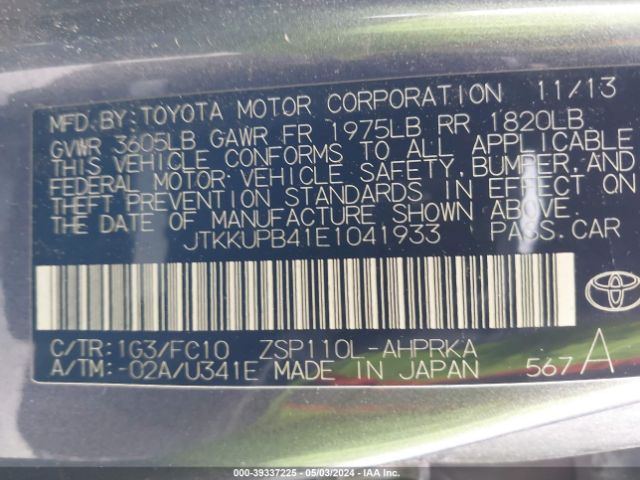 MFD.BY:TOYOTA MOTOR CORPORATION 11/13
GVWR 3605LB GAWR FR 1975LB RR 1820LB
THIS VEHICLE CONFORMS TO ALL APPLICABLE
FEDERAL MOTOR VEHICLE SAFETY,BUMPER,AND
THEFT PREVENTION STANDARDS IN EFFECT ON
THE DATE OF MANUFACTURE SHOWN ABOVE.
JTKKUPB41E1041933 PASS.CAR
C/TR:1G3/FC10 ZSP110L-AHPRKA
A/TM:-02A/U341E MADE IN JAPAN 567A
000-39337225 - 05/03/2024 - IAAI.COM